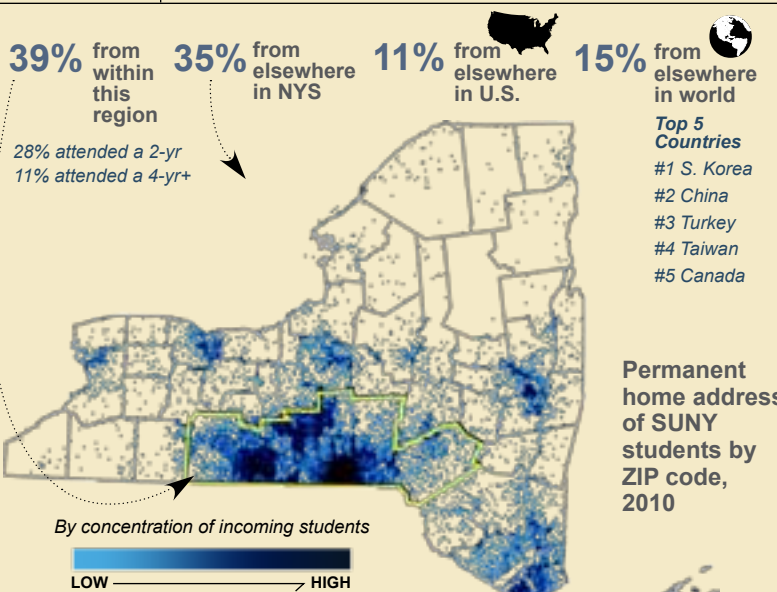 39% from within this region
35% from elsewhere in NYS
11% from elsewhere in U.S.
15% from elsewhere in world
28% attended a 2-yr
11% attended a 4-yr+
Top 5
Countries
#1 S. Korea
#2 China
#3 Turkey
#4 Taiwan
#5 Canada
Permanent
home address
of SUNY
students by
ZIP code,
2010
By concentration of incoming students
LOW HIGH